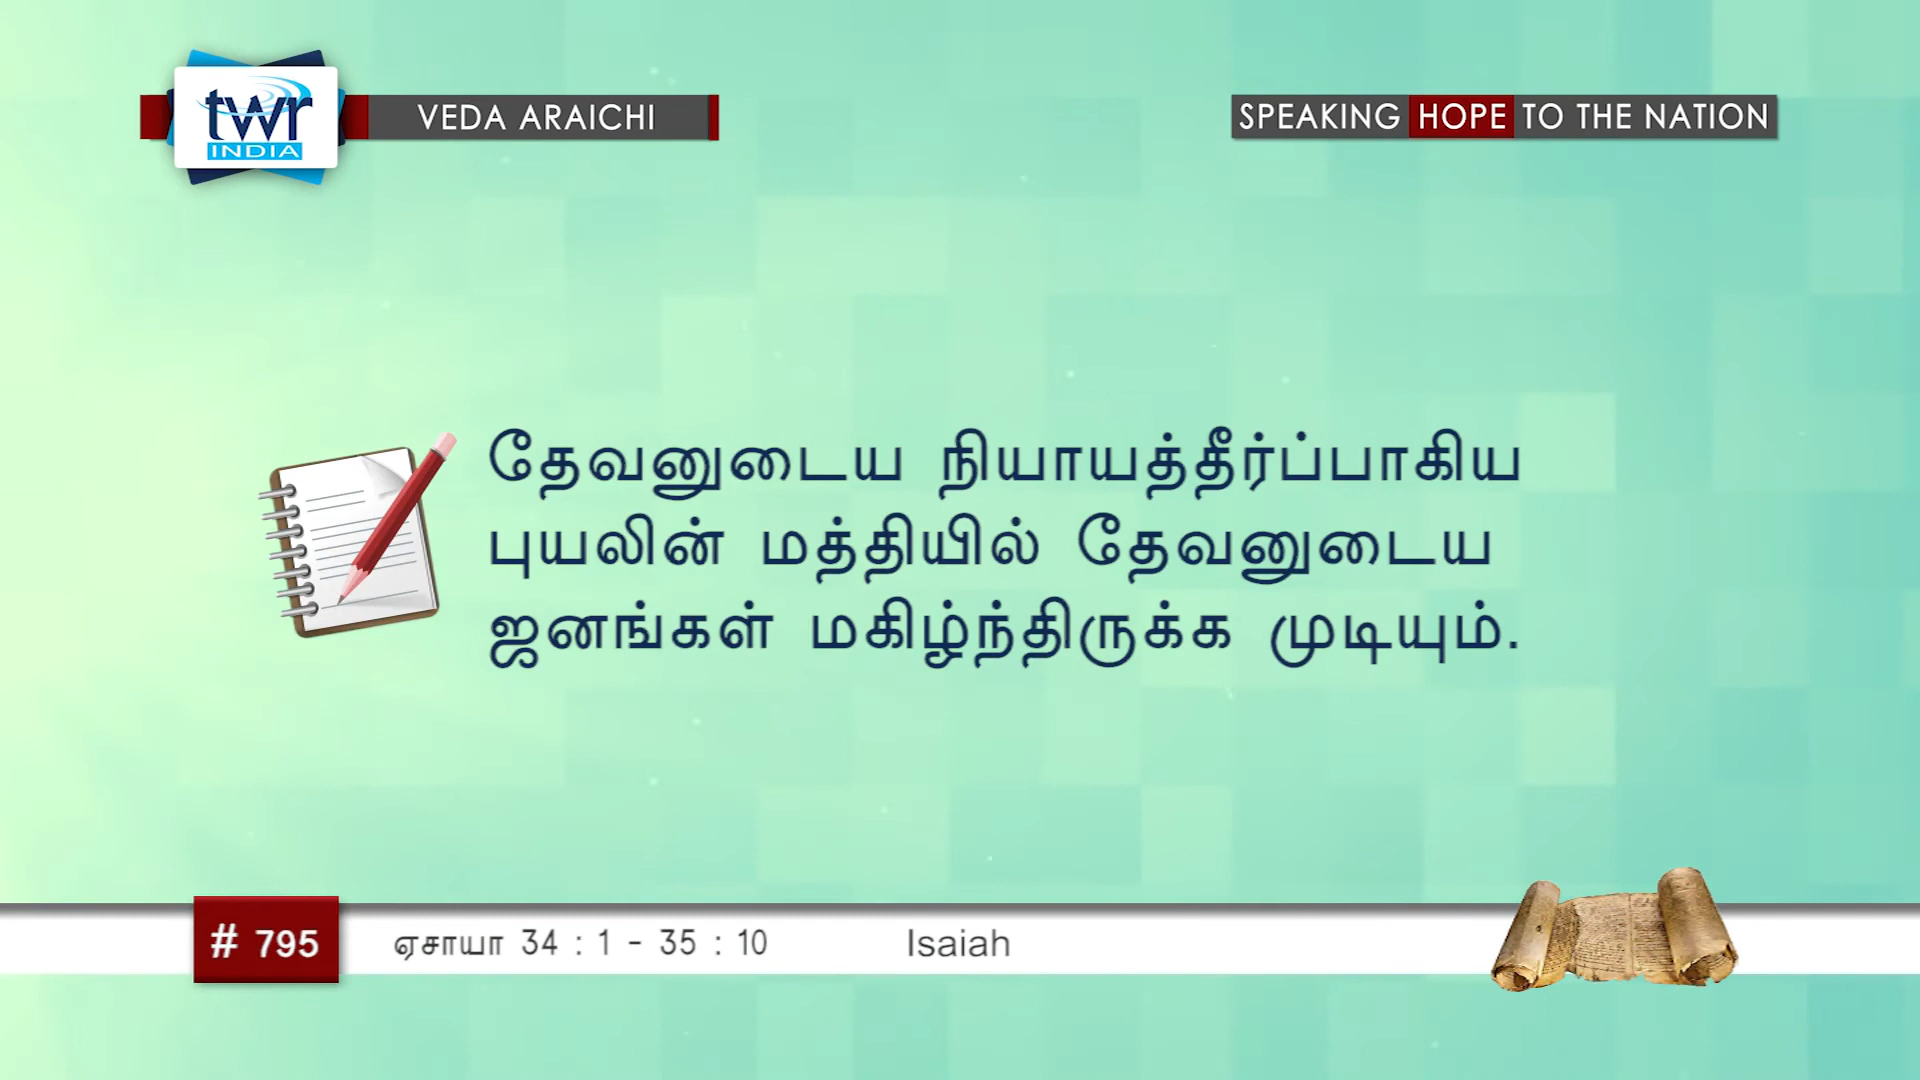 twr
INDIA
VEDA ARAICHI
SPEAKING HOPE TO THE NATION
தேவனுடைய நியாயத்தீர்ப்பாகிய
புயலின் மத்தியில் தேவனுடைய
ஜனங்கள் மகிழ்ந்திருக்க முடியும்.
# 795
ஏசாயா 34 : 1 - 35 : 10
Isaiah